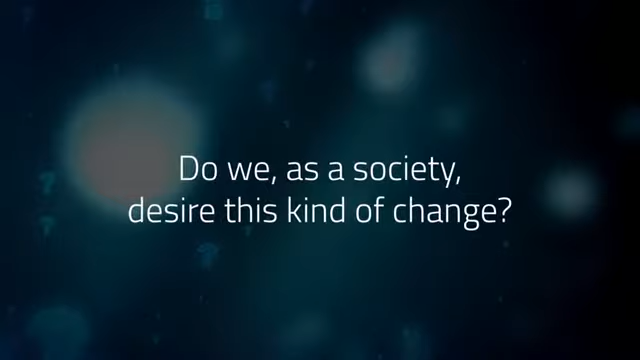 Do we, as a society,
desire this kind of change?